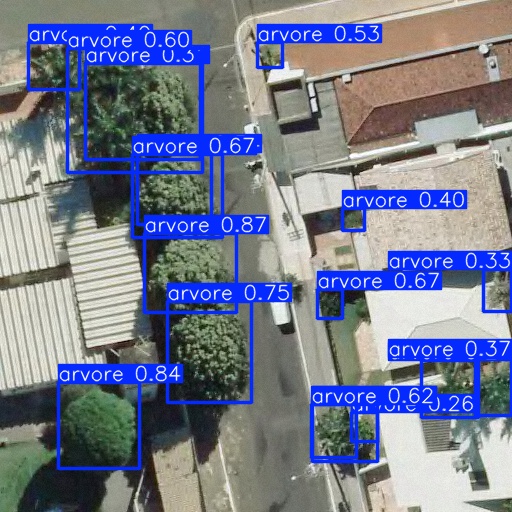 arvore 0.53
arvore 0.60
arvore 0.67
arvore 0.40
arvore 0.87
arvore 0.33
arvore 0.67
arvore 0.75
arvore 0.37
arvore 0.84
arvore 0.62
0.26